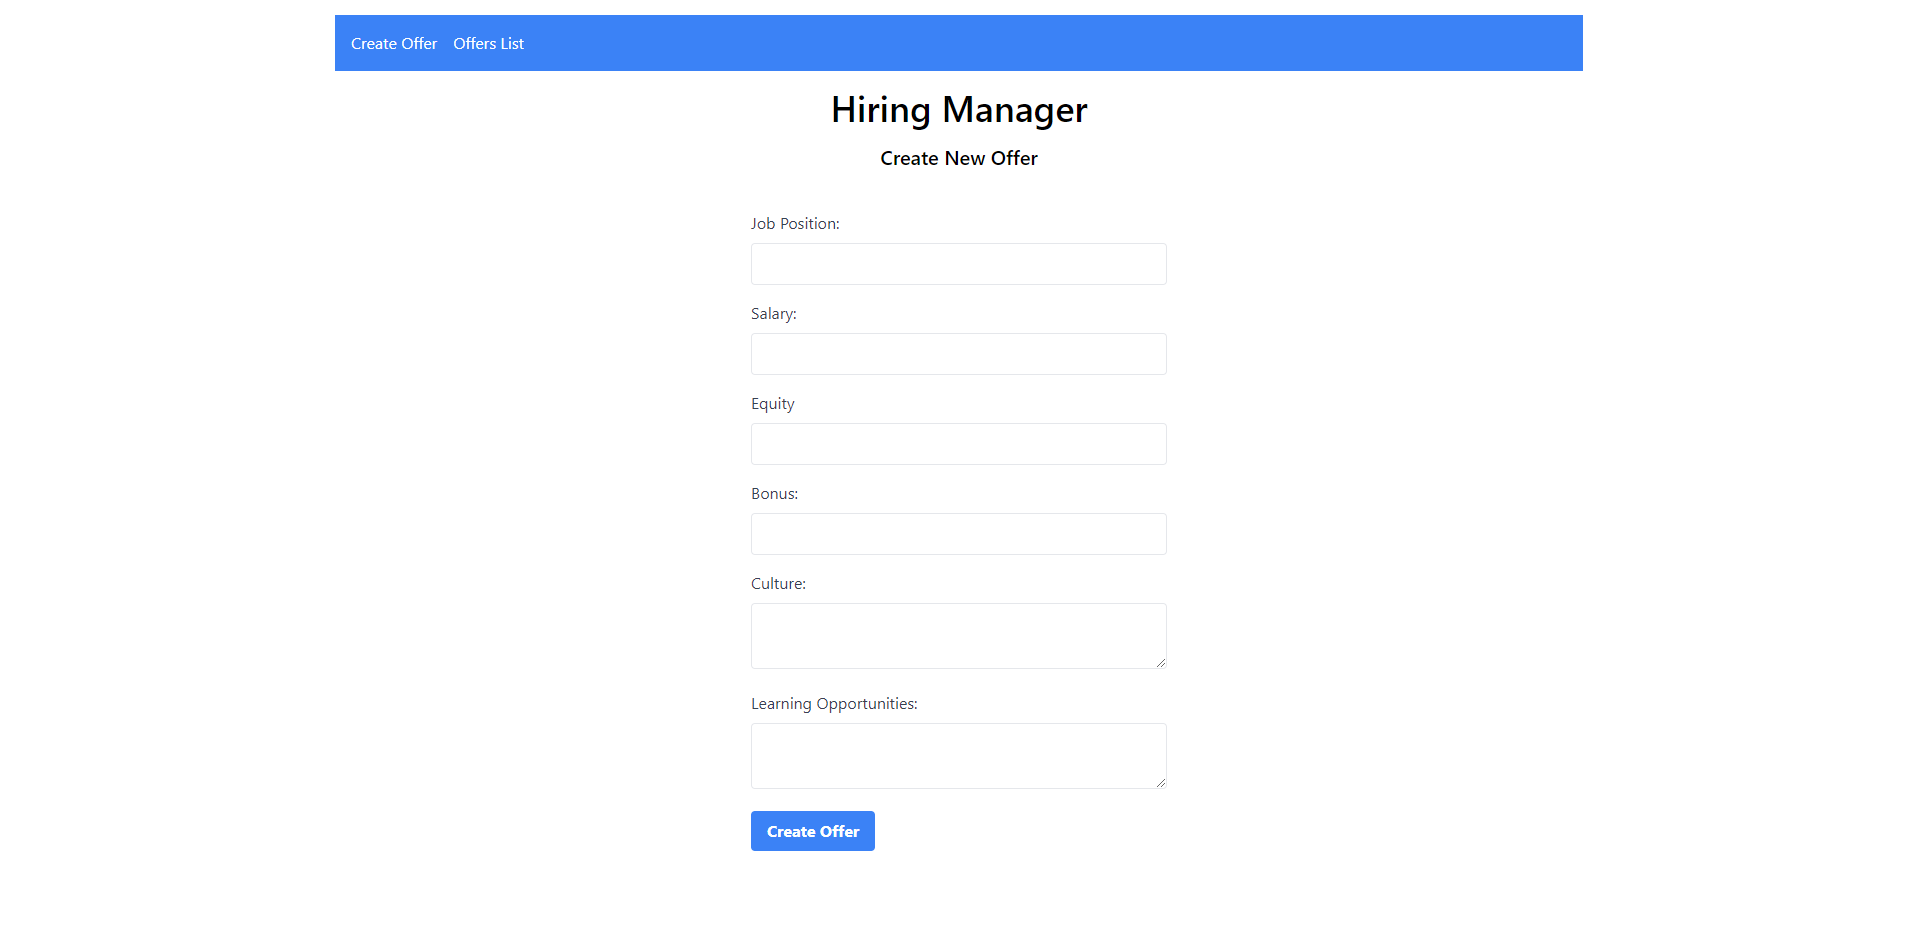 Create Offer Offers List
Hiring Manager
Create New Offer
Job Position:
Salary:
Equity
Bonus:
Culture:
Learning Opportunities:
Create Offer